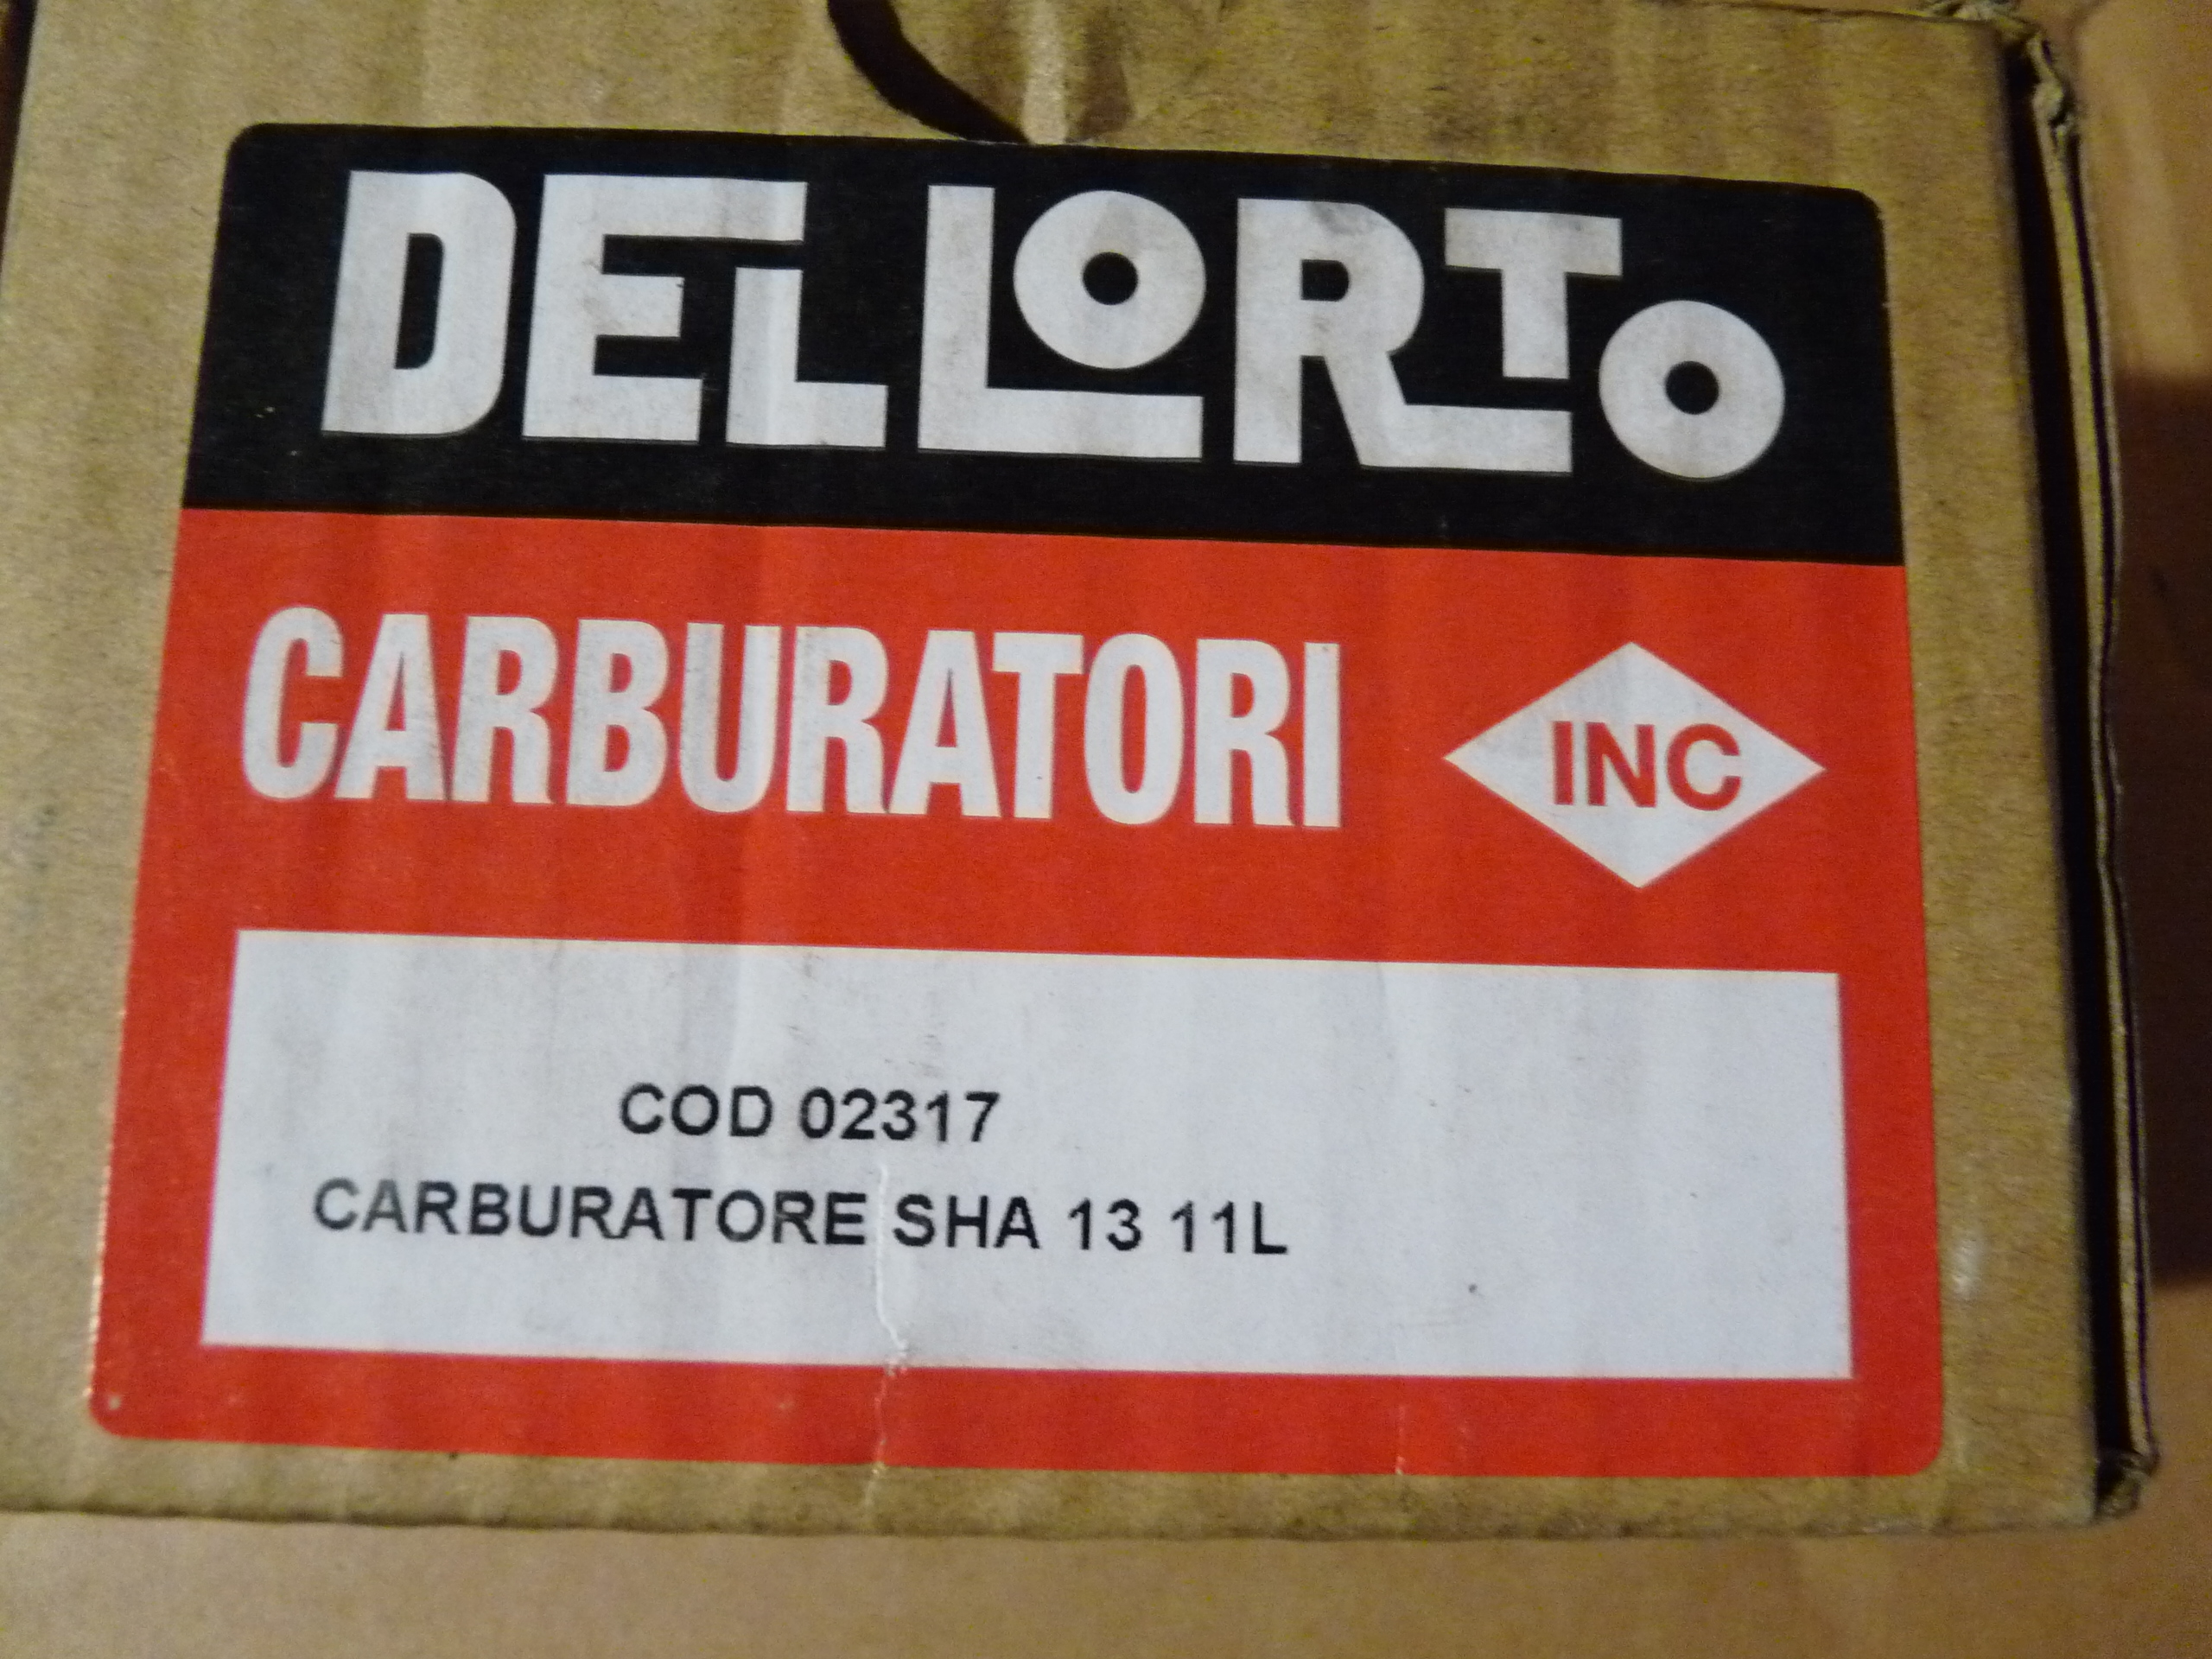 DELLORTO
CARBURATORI
INC
COD 02317
CARBURATORE SHA 13 11L